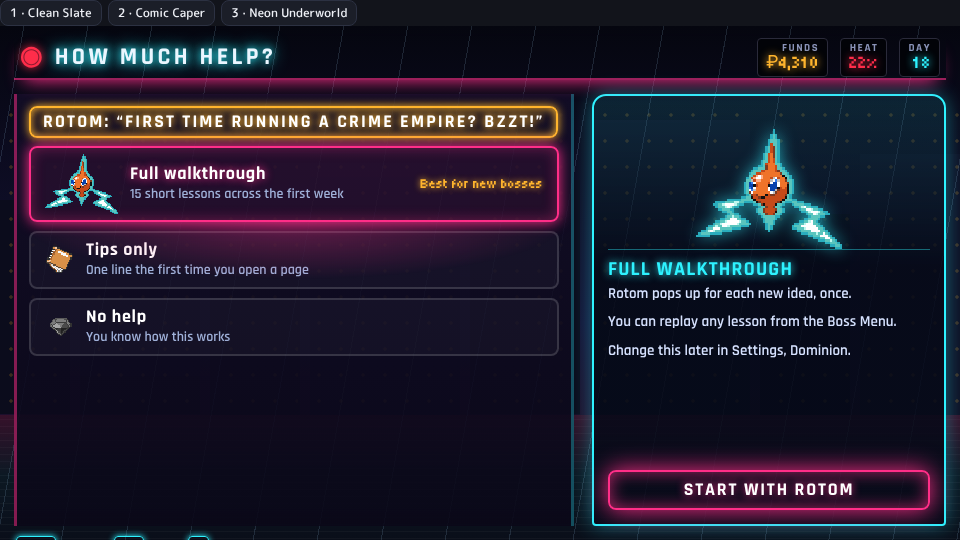 1 · Clean Slate
2 · Comic Caper
3 · Neon Underworld
HOW MUCH HELP?
FUNDS
₽4,310
HEAT
22%
DAY
18
ROTOM: “FIRST TIME RUNNING A CRIME EMPIRE? BZZT!”
Full walkthrough
15 short lessons across the first week
Best for new bosses
Tips only
One line the first time you open a page
No help
You know how this works
FULL WALKTHROUGH
Rotom pops up for each new idea, once.
You can replay any lesson from the Boss Menu.
Change this later in Settings, Dominion.
START WITH ROTOM